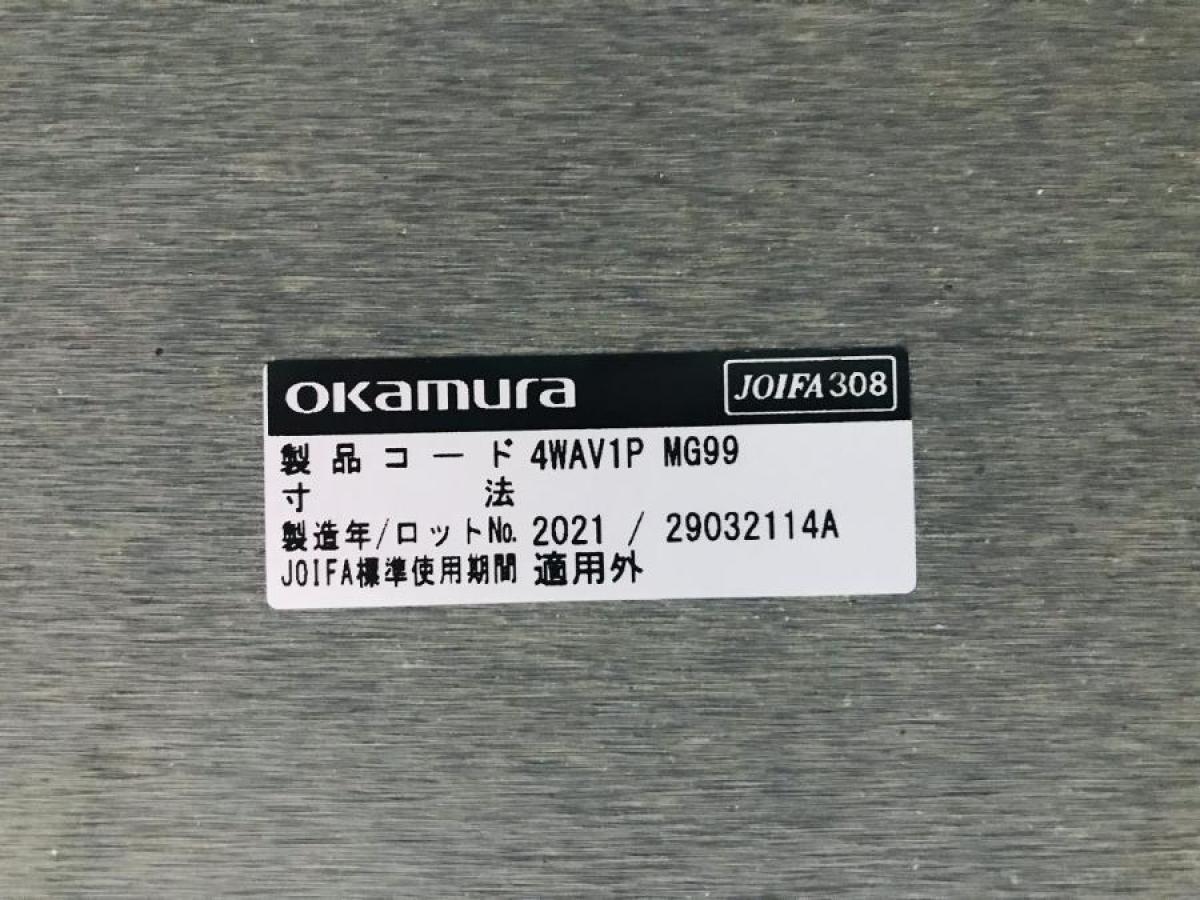 okamura JOIFA308
製品コード 4WAV1P MG99
寸法
製造年/ロットNo. 2021 / 29032114A
JOIFA標準使用期間 適用外